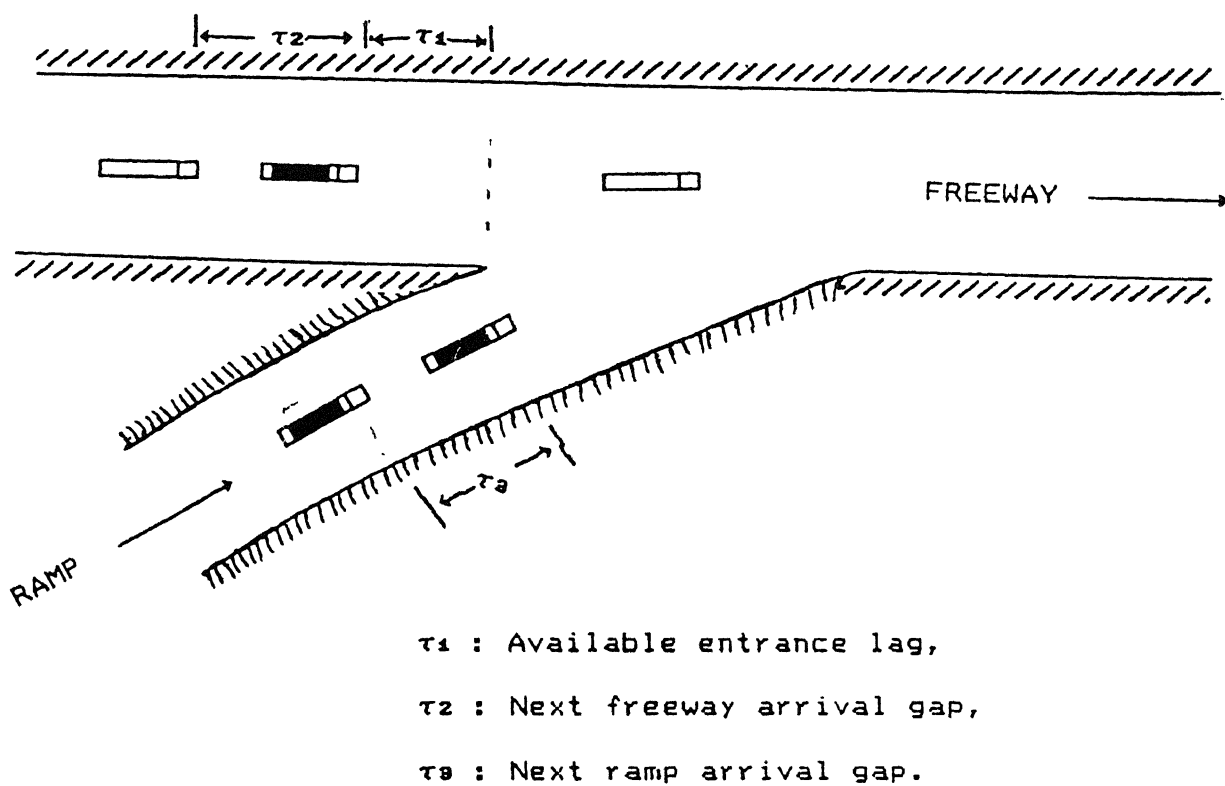 τ2 τ1
FREEWAY
τ3
RAMP
τ1 : Available entrance lag,
τ2 : Next freeway arrival gap,
τ3 : Next ramp arrival gap.